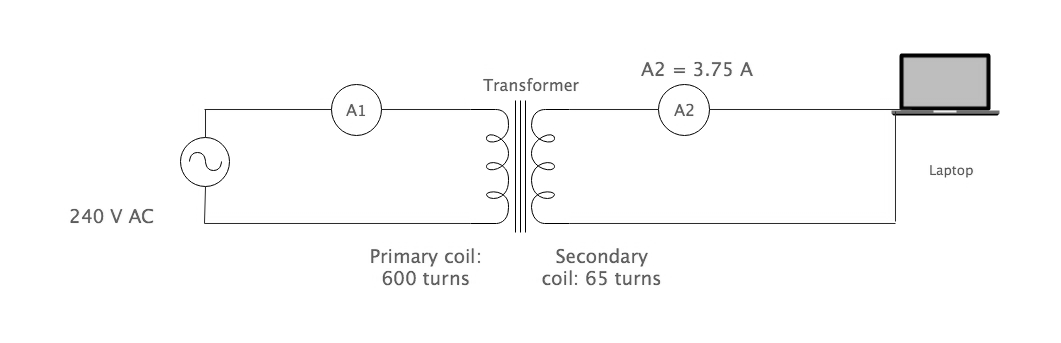 A2 = 3.75 A
Transformer
A1
A2
Laptop
240 V AC
Primary coil:
600 turns
Secondary
coil: 65 turns